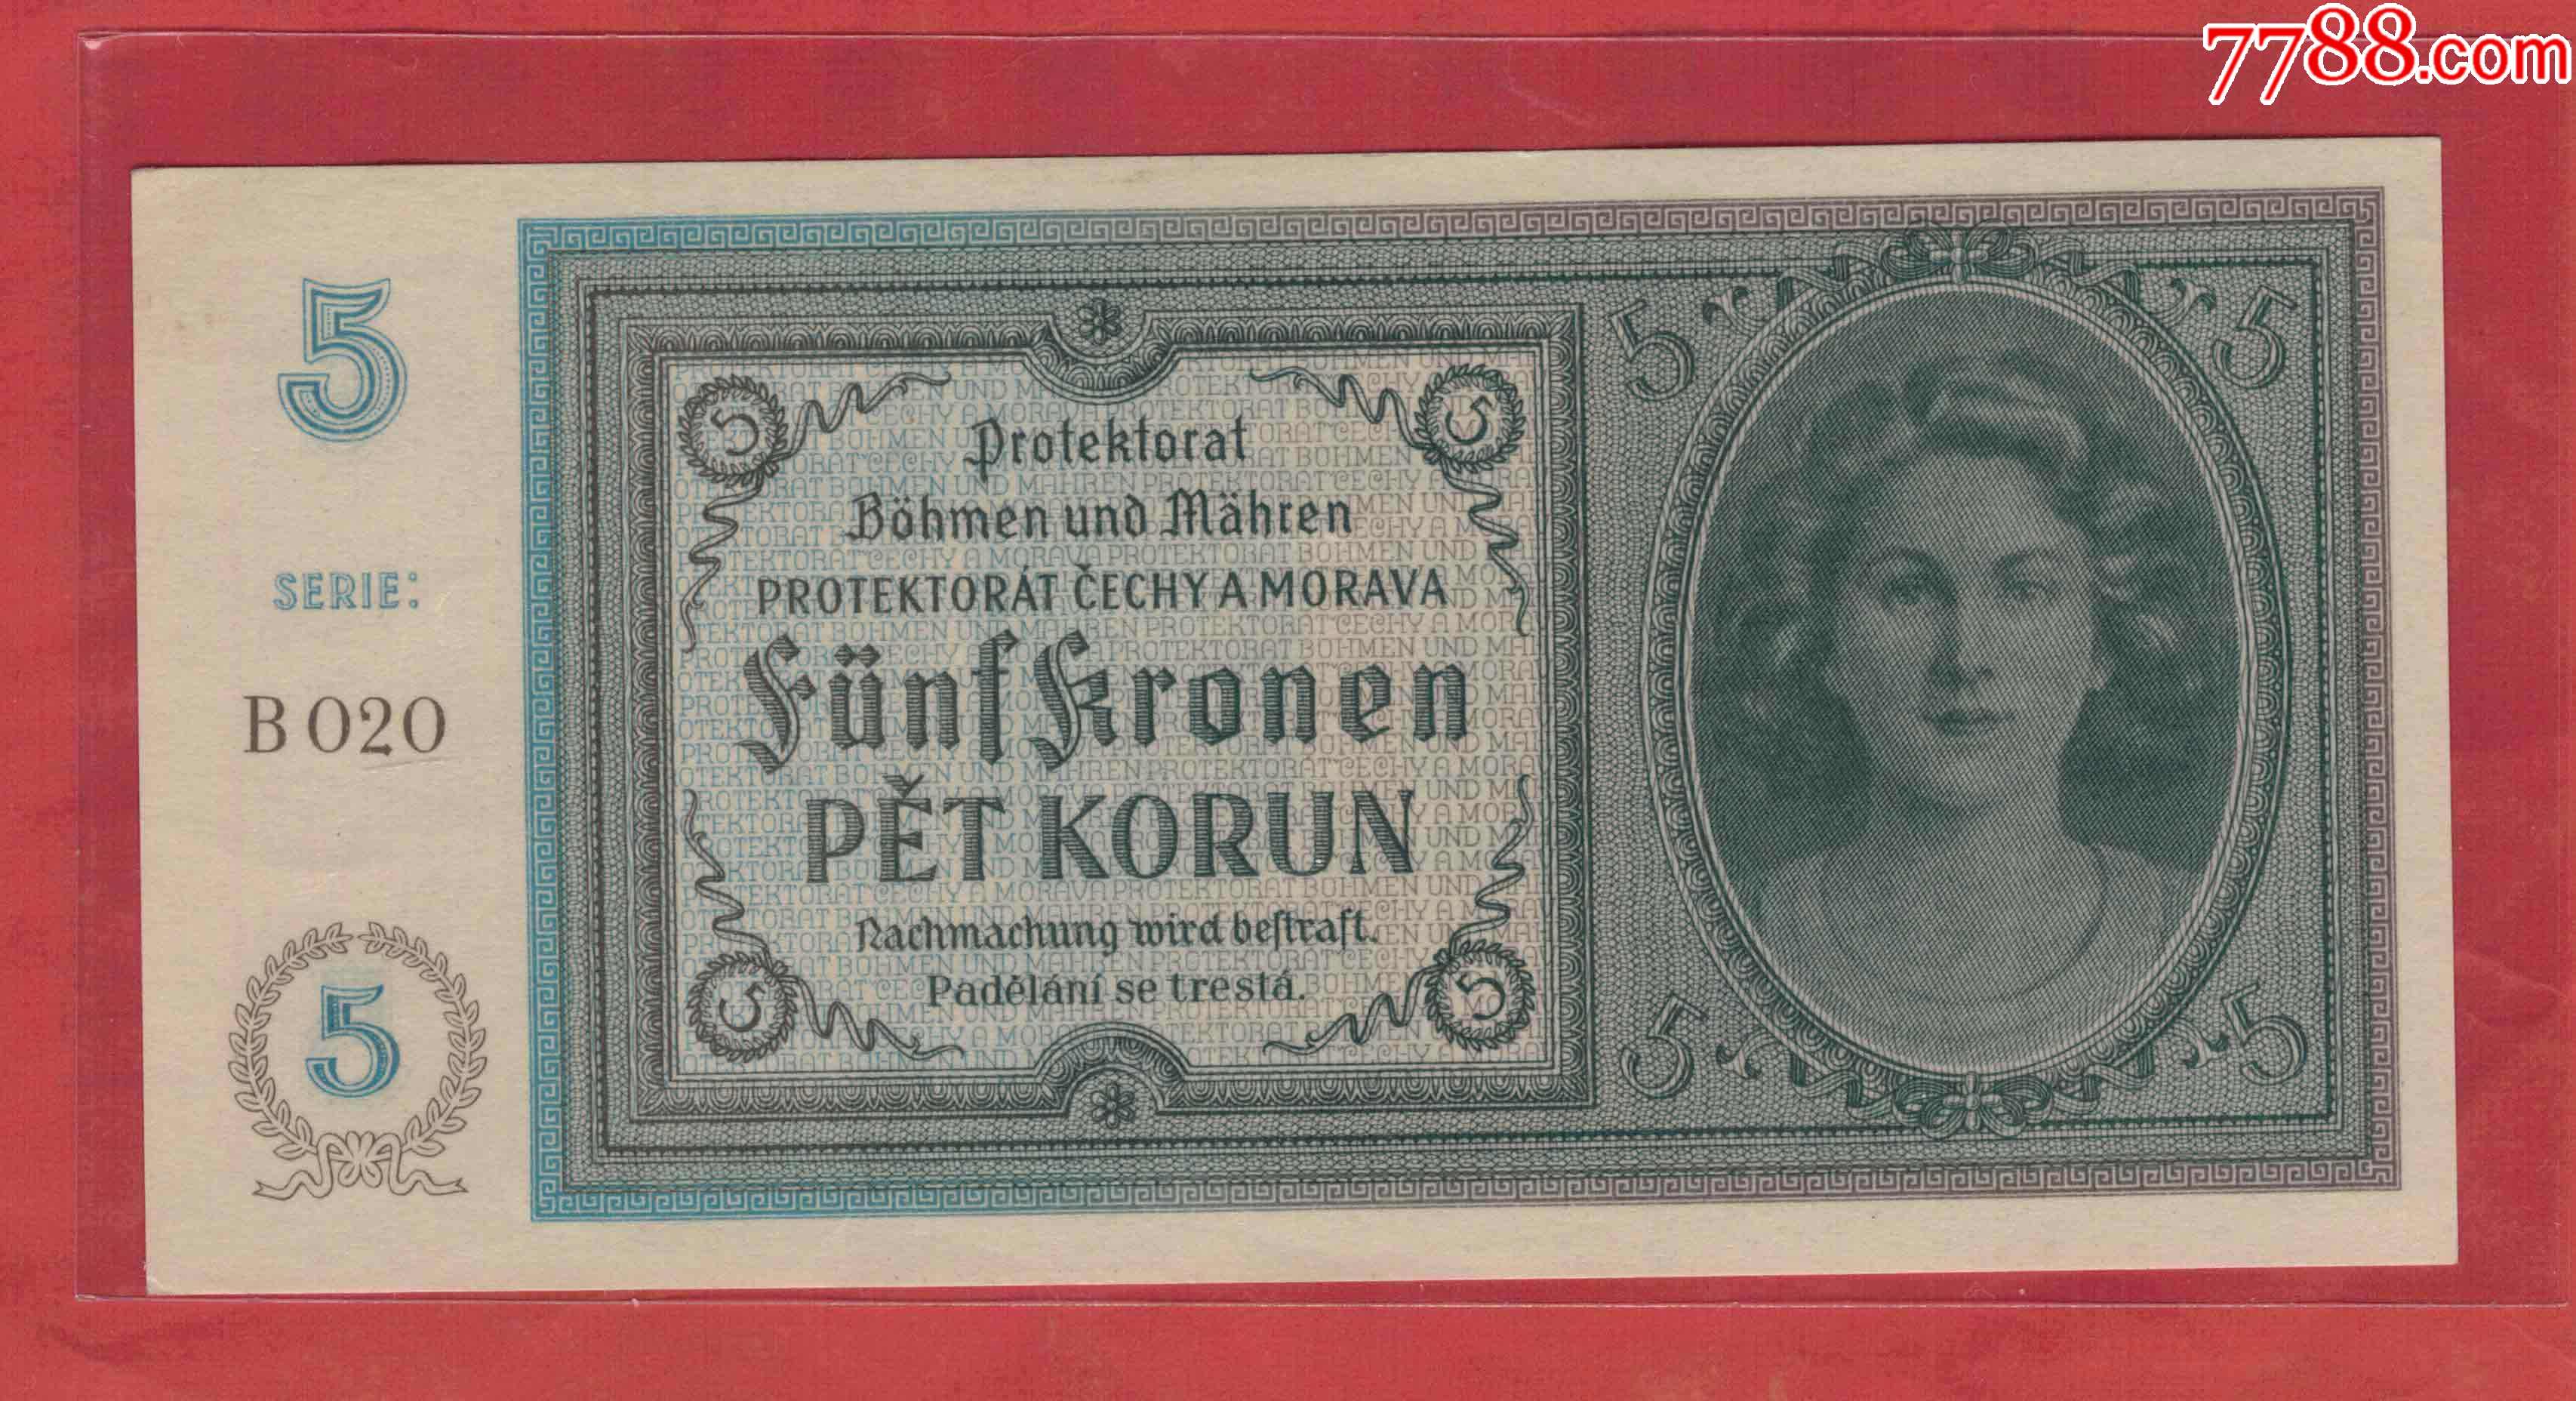 7788.com
5
SERIE:
B 020
5
5
5
5
5
Protektorat
Böhmen und Mähren
PROTEKTORÁT ČECHY A MORAVA
Fünf Kronen
PĚT KORUN
Nachmachung wird bestraft.
Padělání se trestá.
5
5
5
5